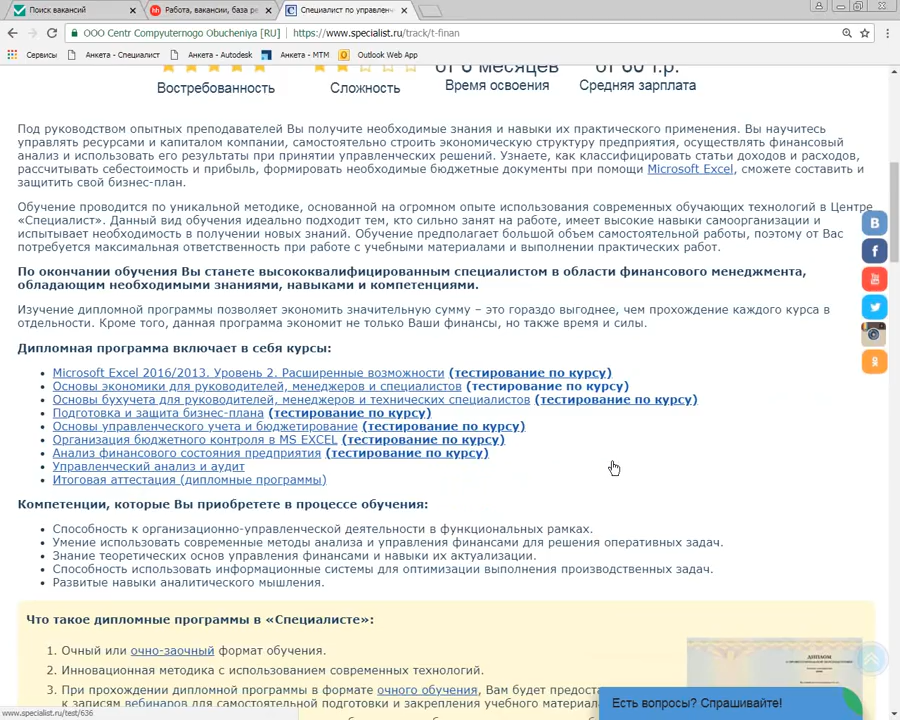 Поиск вакансий
Работа, вакансии, база ре
Специалист по управлен
ООО Centr Compyuternogo Obucheniya [RU]
https://www.specialist.ru/track/t-finan
Сервисы
Анкета - Специалист
Анкета - Autodesk
Анкета - МТМ
Outlook Web App
от 6 месяцев
от 60 т.р.
Востребованность
Сложность
Время освоения
Средняя зарплата
Под руководством опытных преподавателей Вы получите необходимые знания и навыки их практического применения. Вы научитесь
управлять ресурсами и капиталом компании, самостоятельно строить экономическую структуру предприятия, осуществлять финансовый
анализ и использовать его результаты при принятии управленческих решений. Узнаете, как классифицировать статьи доходов и расходов,
рассчитывать себестоимость и прибыль, формировать необходимые бюджетные документы при помощи Microsoft Excel, сможете составить и
защитить свой бизнес-план.
Обучение проводится по уникальной методике, основанной на огромном опыте использования современных обучающих технологий в Центре
«Специалист». Данный вид обучения идеально подходит тем, кто сильно занят на работе, имеет высокие навыки самоорганизации и
испытывает необходимость в получении новых знаний. Обучение предполагает большой объем самостоятельной работы, поэтому от Вас
потребуется максимальная ответственность при работе с учебными материалами и выполнении практических работ.
По окончании обучения Вы станете высококвалифицированным специалистом в области финансового менеджмента,
обладающим необходимыми знаниями, навыками и компетенциями.
Изучение дипломной программы позволяет экономить значительную сумму – это гораздо выгоднее, чем прохождение каждого курса в
отдельности. Кроме того, данная программа экономит не только Ваши финансы, но также время и силы.
Дипломная программа включает в себя курсы:
Microsoft Excel 2016/2013. Уровень 2. Расширенные возможности (тестирование по курсу)
Основы экономики для руководителей, менеджеров и специалистов (тестирование по курсу)
Основы бухучета для руководителей, менеджеров и технических специалистов (тестирование по курсу)
Подготовка и защита бизнес-плана (тестирование по курсу)
Основы управленческого учета и бюджетирование (тестирование по курсу)
Организация бюджетного контроля в MS EXCEL (тестирование по курсу)
Анализ финансового состояния предприятия (тестирование по курсу)
Управленческий анализ и аудит
Итоговая аттестация (дипломные программы)
Компетенции, которые Вы приобретете в процессе обучения:
Способность к организационно-управленческой деятельности в функциональных рамках.
Умение использовать современные методы анализа и управления финансами для решения оперативных задач.
Знание теоретических основ управления финансами и навыки их актуализации.
Способность использовать информационные системы для оптимизации выполнения производственных задач.
Развитые навыки аналитического мышления.
Что такое дипломные программы в «Специалисте»:
1. Очный или очно-заочный формат обучения.
2. Инновационная методика с использованием современных технологий.
3. При прохождении дипломной программы в формате очного обучения, Вам будет предоста
к записям вебинаров для самостоятельной подготовки и закрепления учебного материала
ДИПЛОМ
Есть вопросы? Спрашивайте!
www.specialist.ru/test/636